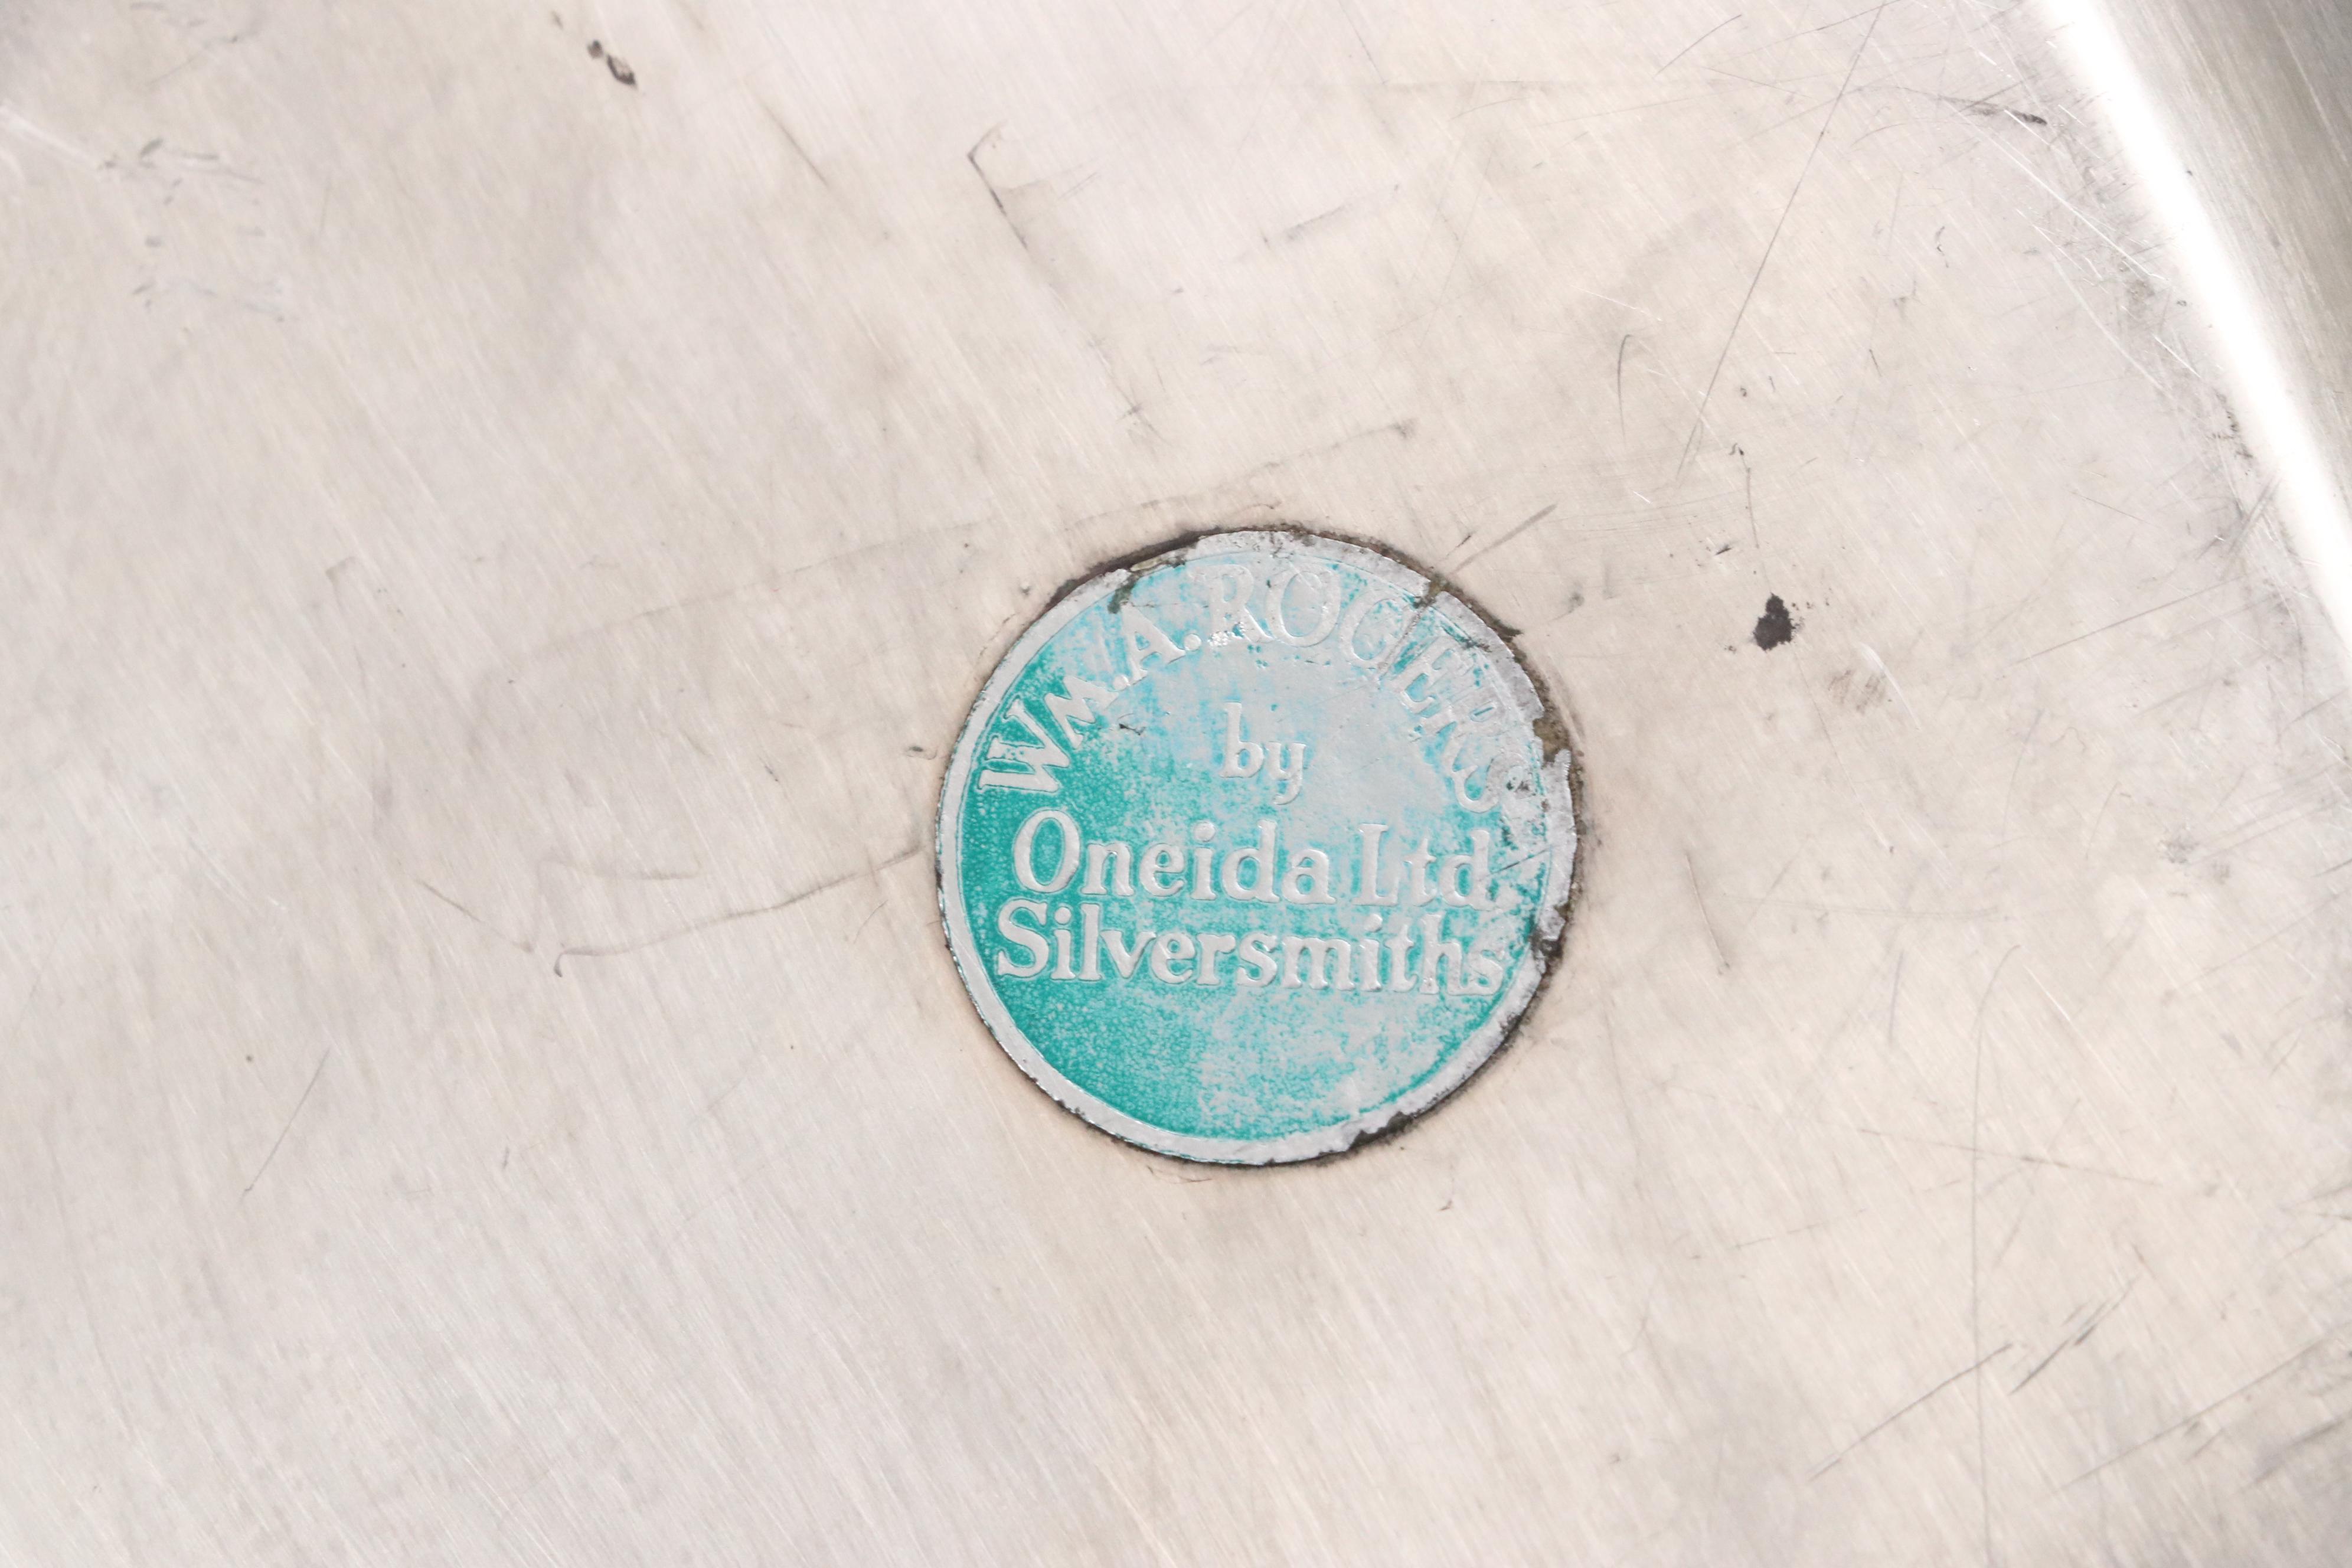 Wm. A. ROGERS
by
Oneida Ltd.
Silversmiths